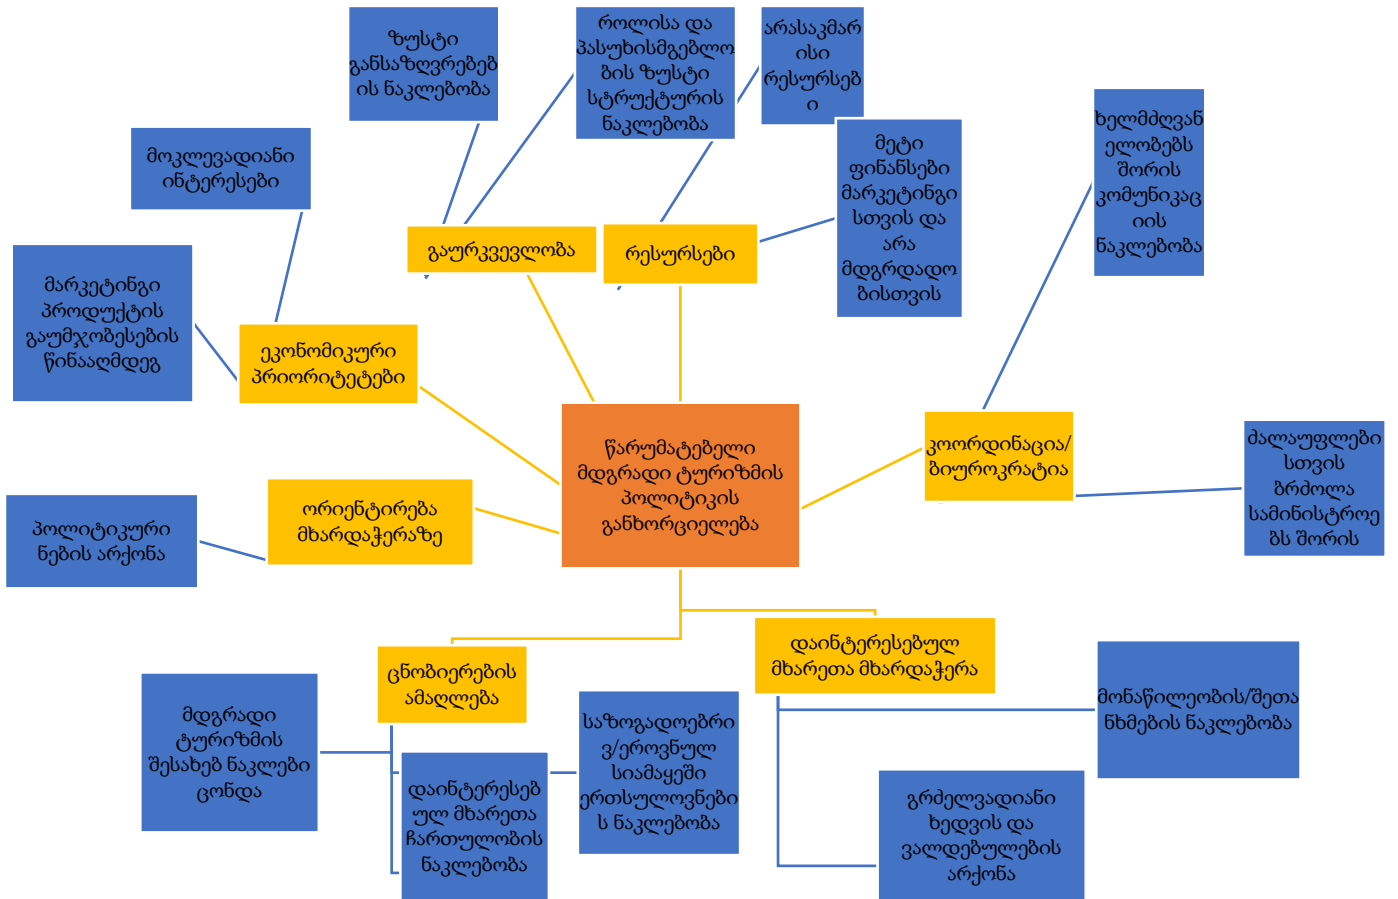 ზუსტი
განსაზღვრებებ
ის ნაკლებობა
როლისა და
პასუხისმგებლო
ბის ზუსტი
სტრუქტურის
ნაკლებობა
არასაკმარ
ისი
რესურსებ
ი
მოკლევადიანი
ინტერესები
მეტი
ფინანსები
მარკეტინგი
სთვის და
არა
მდგრდადო
ბისთვის
ხელმძღვან
ელობებს
შორის
კომუნიკაც
იის
ნაკლებობა
გაურკვევლობა
რესურსები
მარკეტინგი
პროდუქტის
გაუმჯობესების
წინააღმდეგ
ეკონომიკური
პრიორიტეტები
წარუმატებელი
მდგრადი ტურიზმის
პოლიტიკის
განხორციელება
კოორდინაცია/
ბიუროკრატია
ძალაუფლები
სთვის
ბრძოლა
სამინისტროე
ბს შორის
ორიენტირება
მხარდაჭერაზე
პოლიტიკური
ნების არქონა
ცნობიერების
ამაღლება
დაინტერესებულ
მხარეთა მხარდაჭერა
მდგრადი
ტურიზმის
შესახებ ნაკლები
ცონდა
დაინტერესებ
ულ მხარეთა
ჩართულობის
ნაკლებობა
საზოგადოებრი
ვ/ეროვნულ
სიამაყეში
ერთსულოვნები
ს ნაკლებობა
მონაწილეობის/შეთა
ნხმების ნაკლებობა
გრძელვადიანი
ხედვის და
ვალდებულების
არქონა